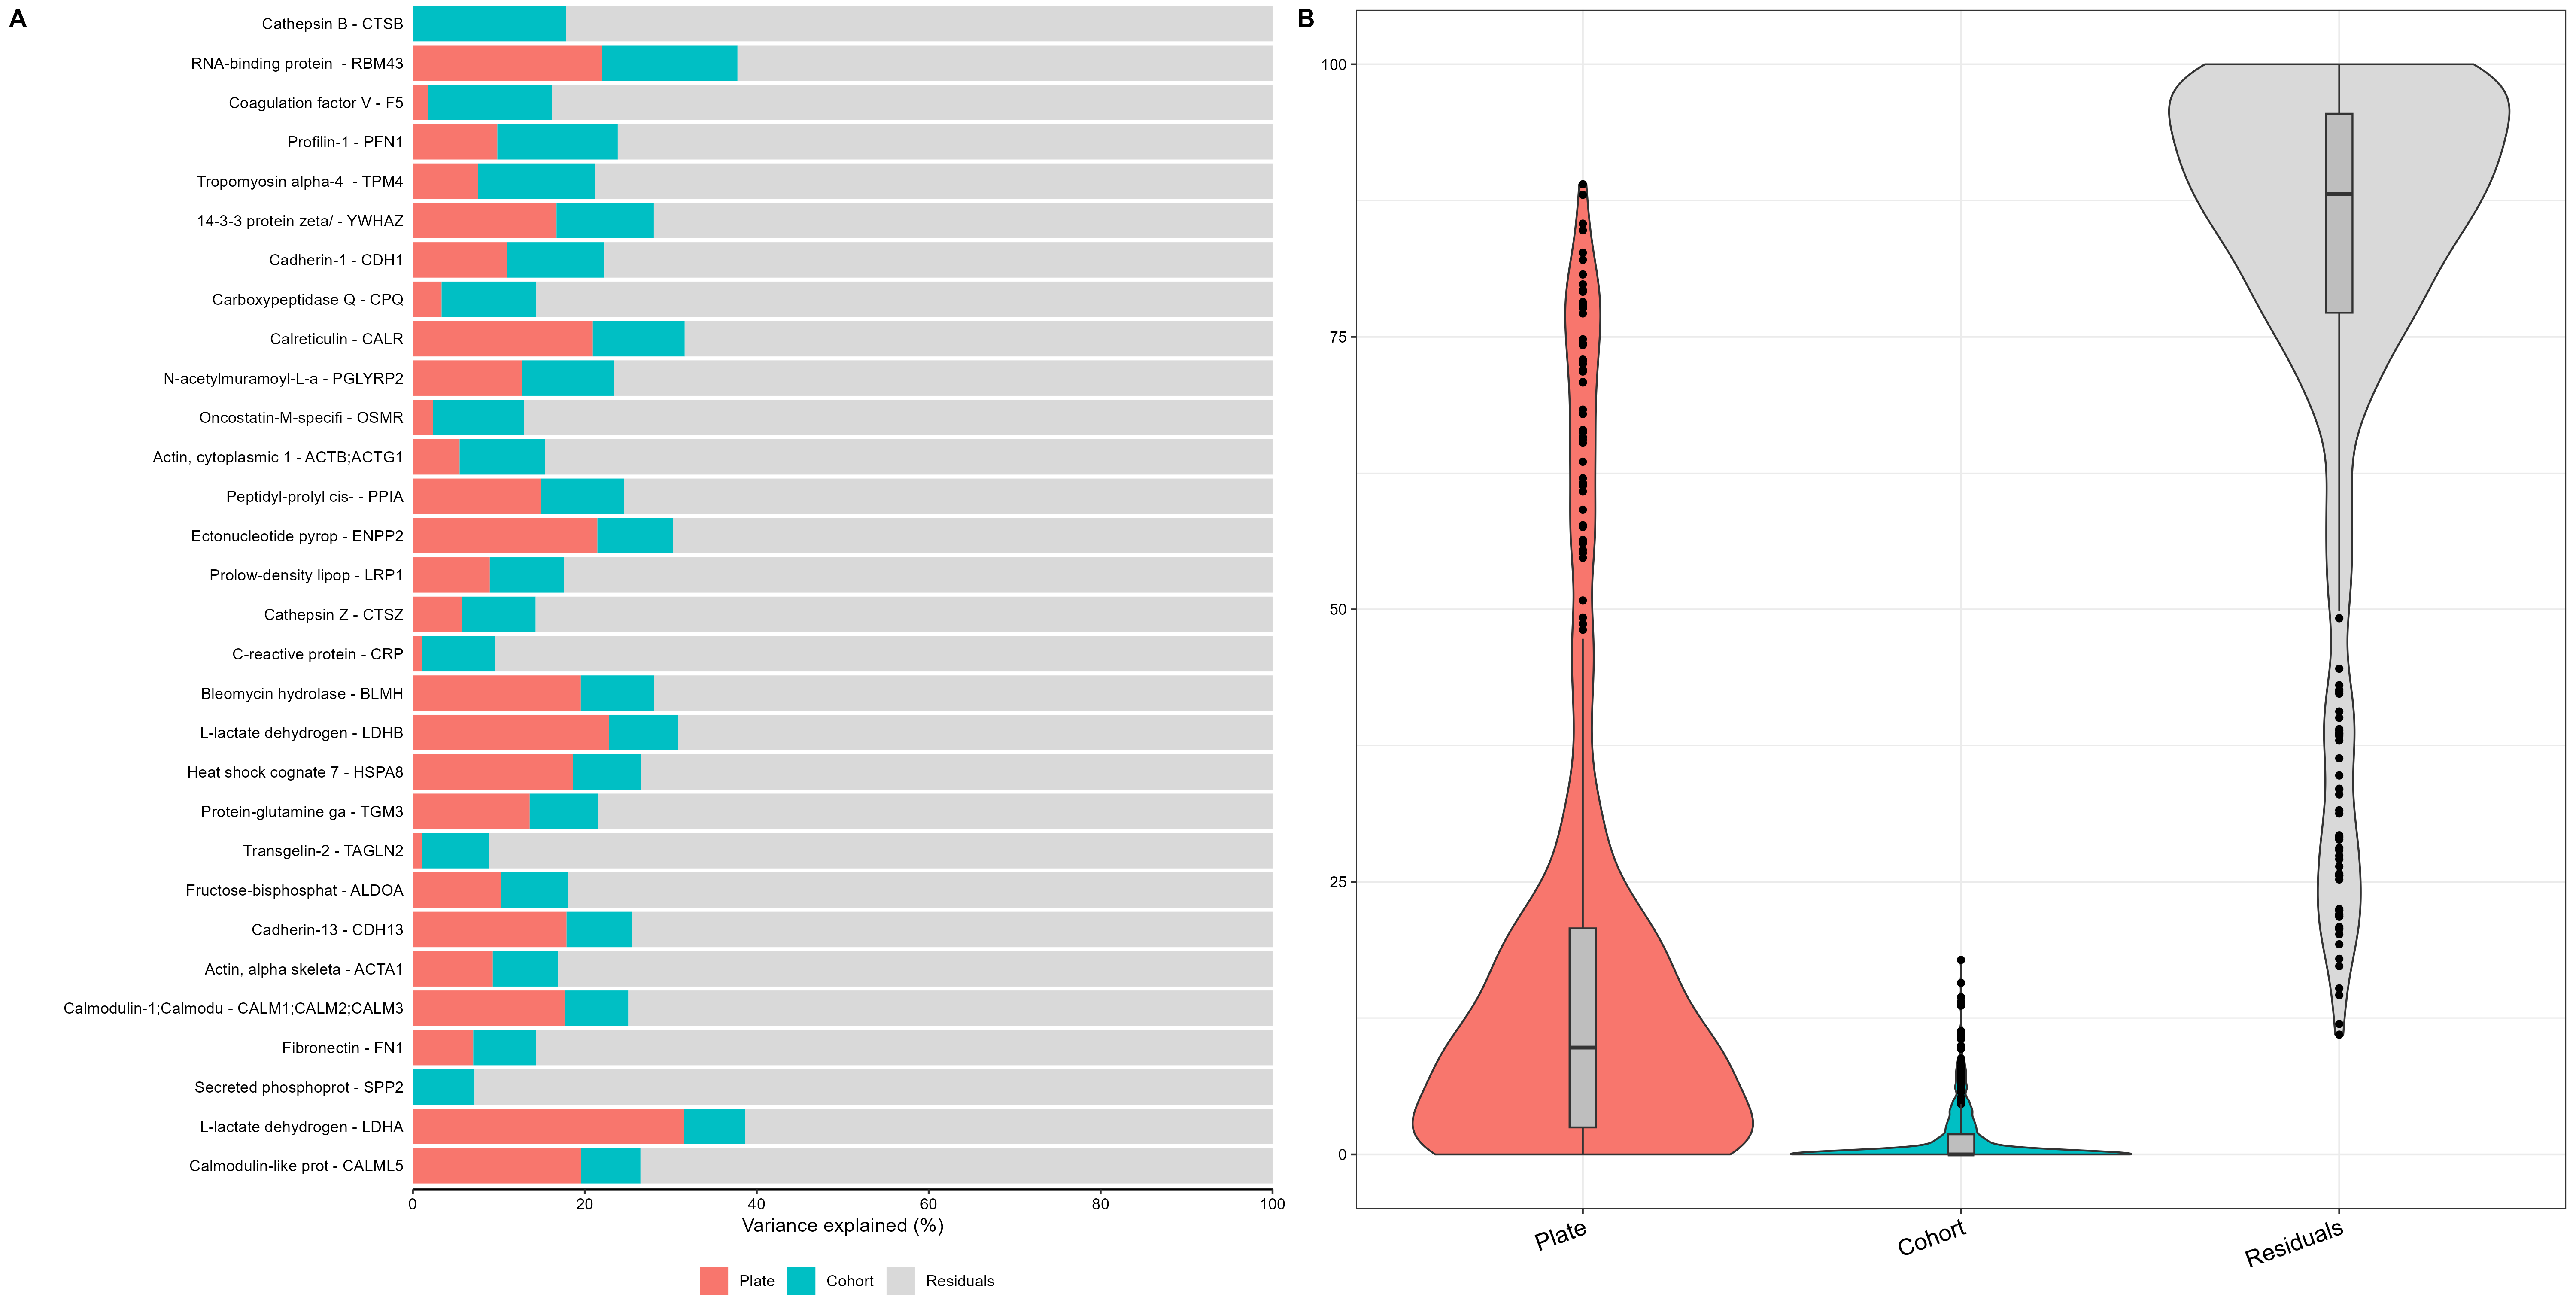 A
Cathepsin B - CTSB
RNA-binding protein  - RBM43
Coagulation factor V - F5
Profilin-1 - PFN1
Tropomyosin alpha-4  - TPM4
14-3-3 protein zeta/ - YWHAZ
Cadherin-1 - CDH1
Carboxypeptidase Q - CPQ
Calreticulin - CALR
N-acetylmuramoyl-L-a - PGLYRP2
Oncostatin-M-specifi - OSMR
Actin, cytoplasmic 1 - ACTB;ACTG1
Peptidyl-prolyl cis- - PPIA
Ectonucleotide pyrop - ENPP2
Prolow-density lipop - LRP1
Cathepsin Z - CTSZ
C-reactive protein - CRP
Bleomycin hydrolase - BLMH
L-lactate dehydrogen - LDHB
Heat shock cognate 7 - HSPA8
Protein-glutamine ga - TGM3
Transgelin-2 - TAGLN2
Fructose-bisphosphat - ALDOA
Cadherin-13 - CDH13
Actin, alpha skeleta - ACTA1
Calmodulin-1;Calmodu - CALM1;CALM2;CALM3
Fibronectin - FN1
Secreted phosphoprot - SPP2
L-lactate dehydrogen - LDHA
Calmodulin-like prot - CALML5
0 20 40 60 80 100
Variance explained (%)
Plate Cohort Residuals
B
100
75
50
25
0
Plate Cohort Residuals